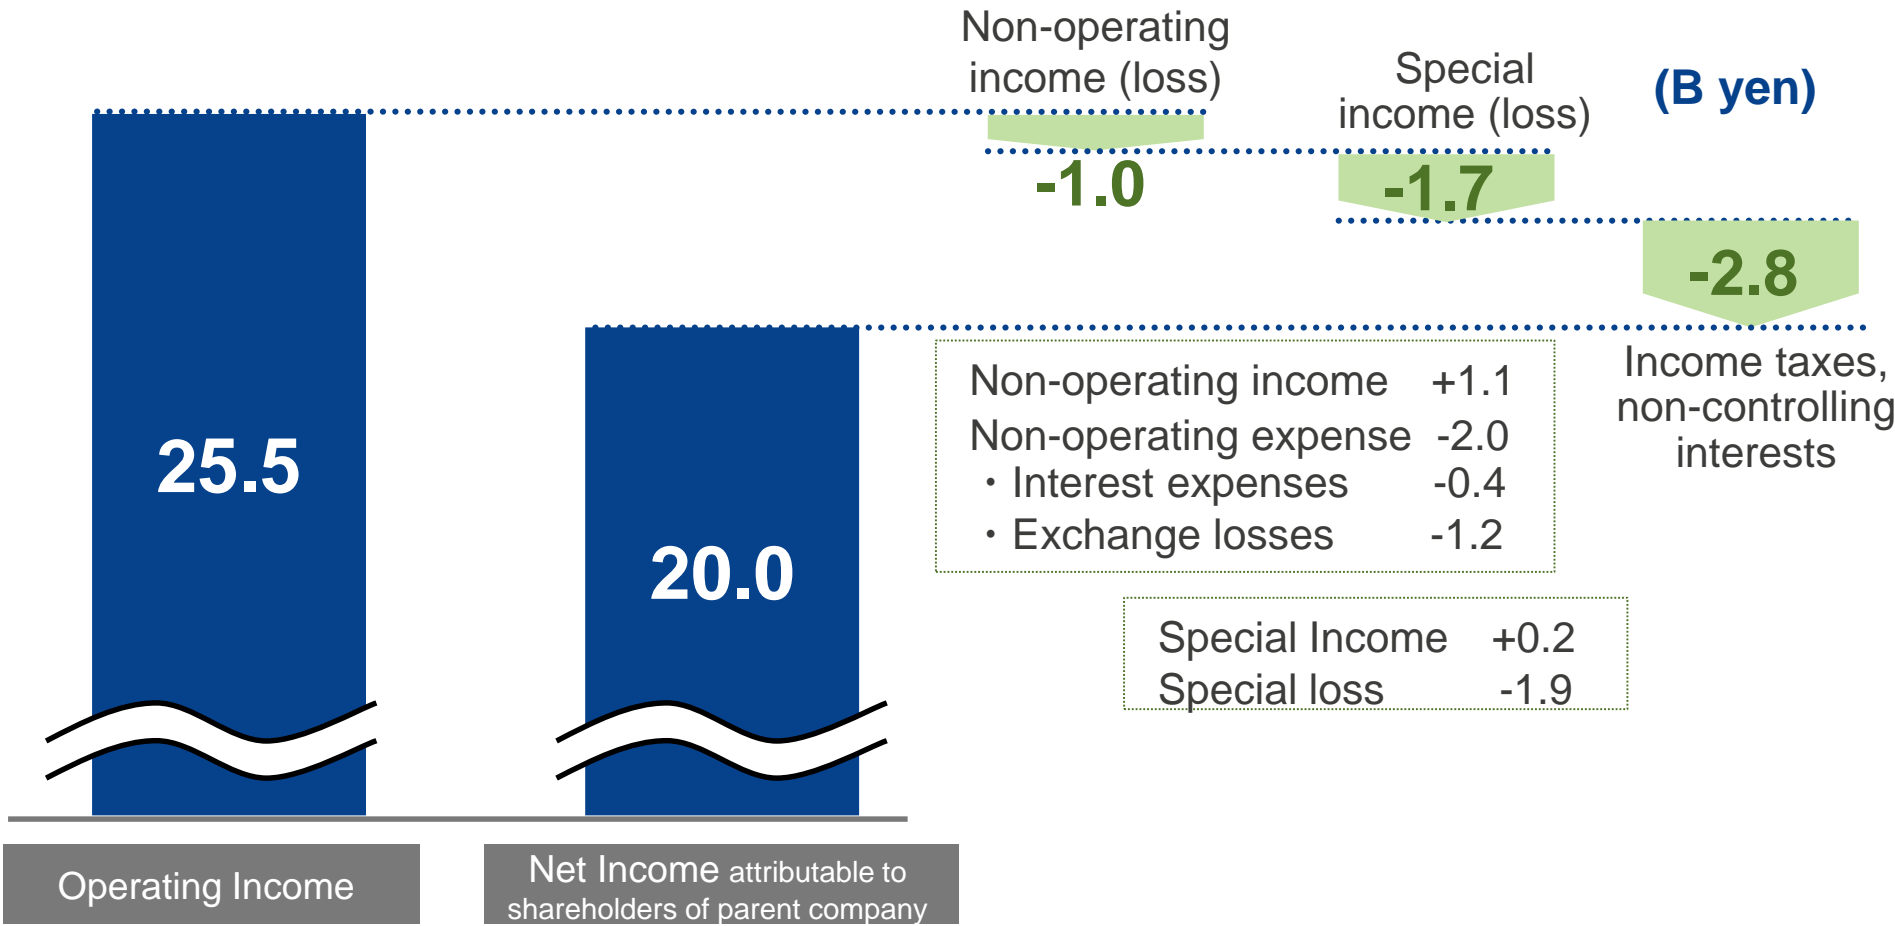 Non-operating
income (loss)
Special
income (loss)
(B yen)
-1.0
-1.7
-2.8
Income taxes,
non-controlling
interests
25.5
20.0
Non-operating income +1.1
Non-operating expense -2.0
・Interest expenses -0.4
・Exchange losses -1.2
Special Income +0.2
Special loss -1.9
Operating Income
Net Income attributable to
shareholders of parent company